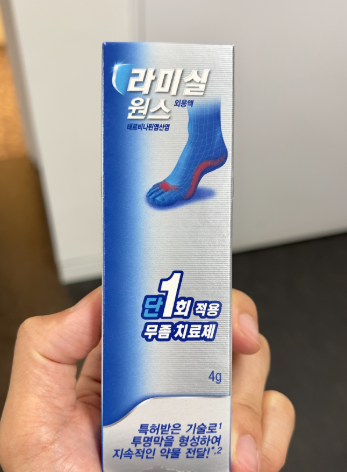 라미실
원스 외용액
테르비나핀염산염
단1회 적용
무좀 치료제
4g
특허받은 기술로1
투명막을 형성하여
지속적인 약물 전달!*,2